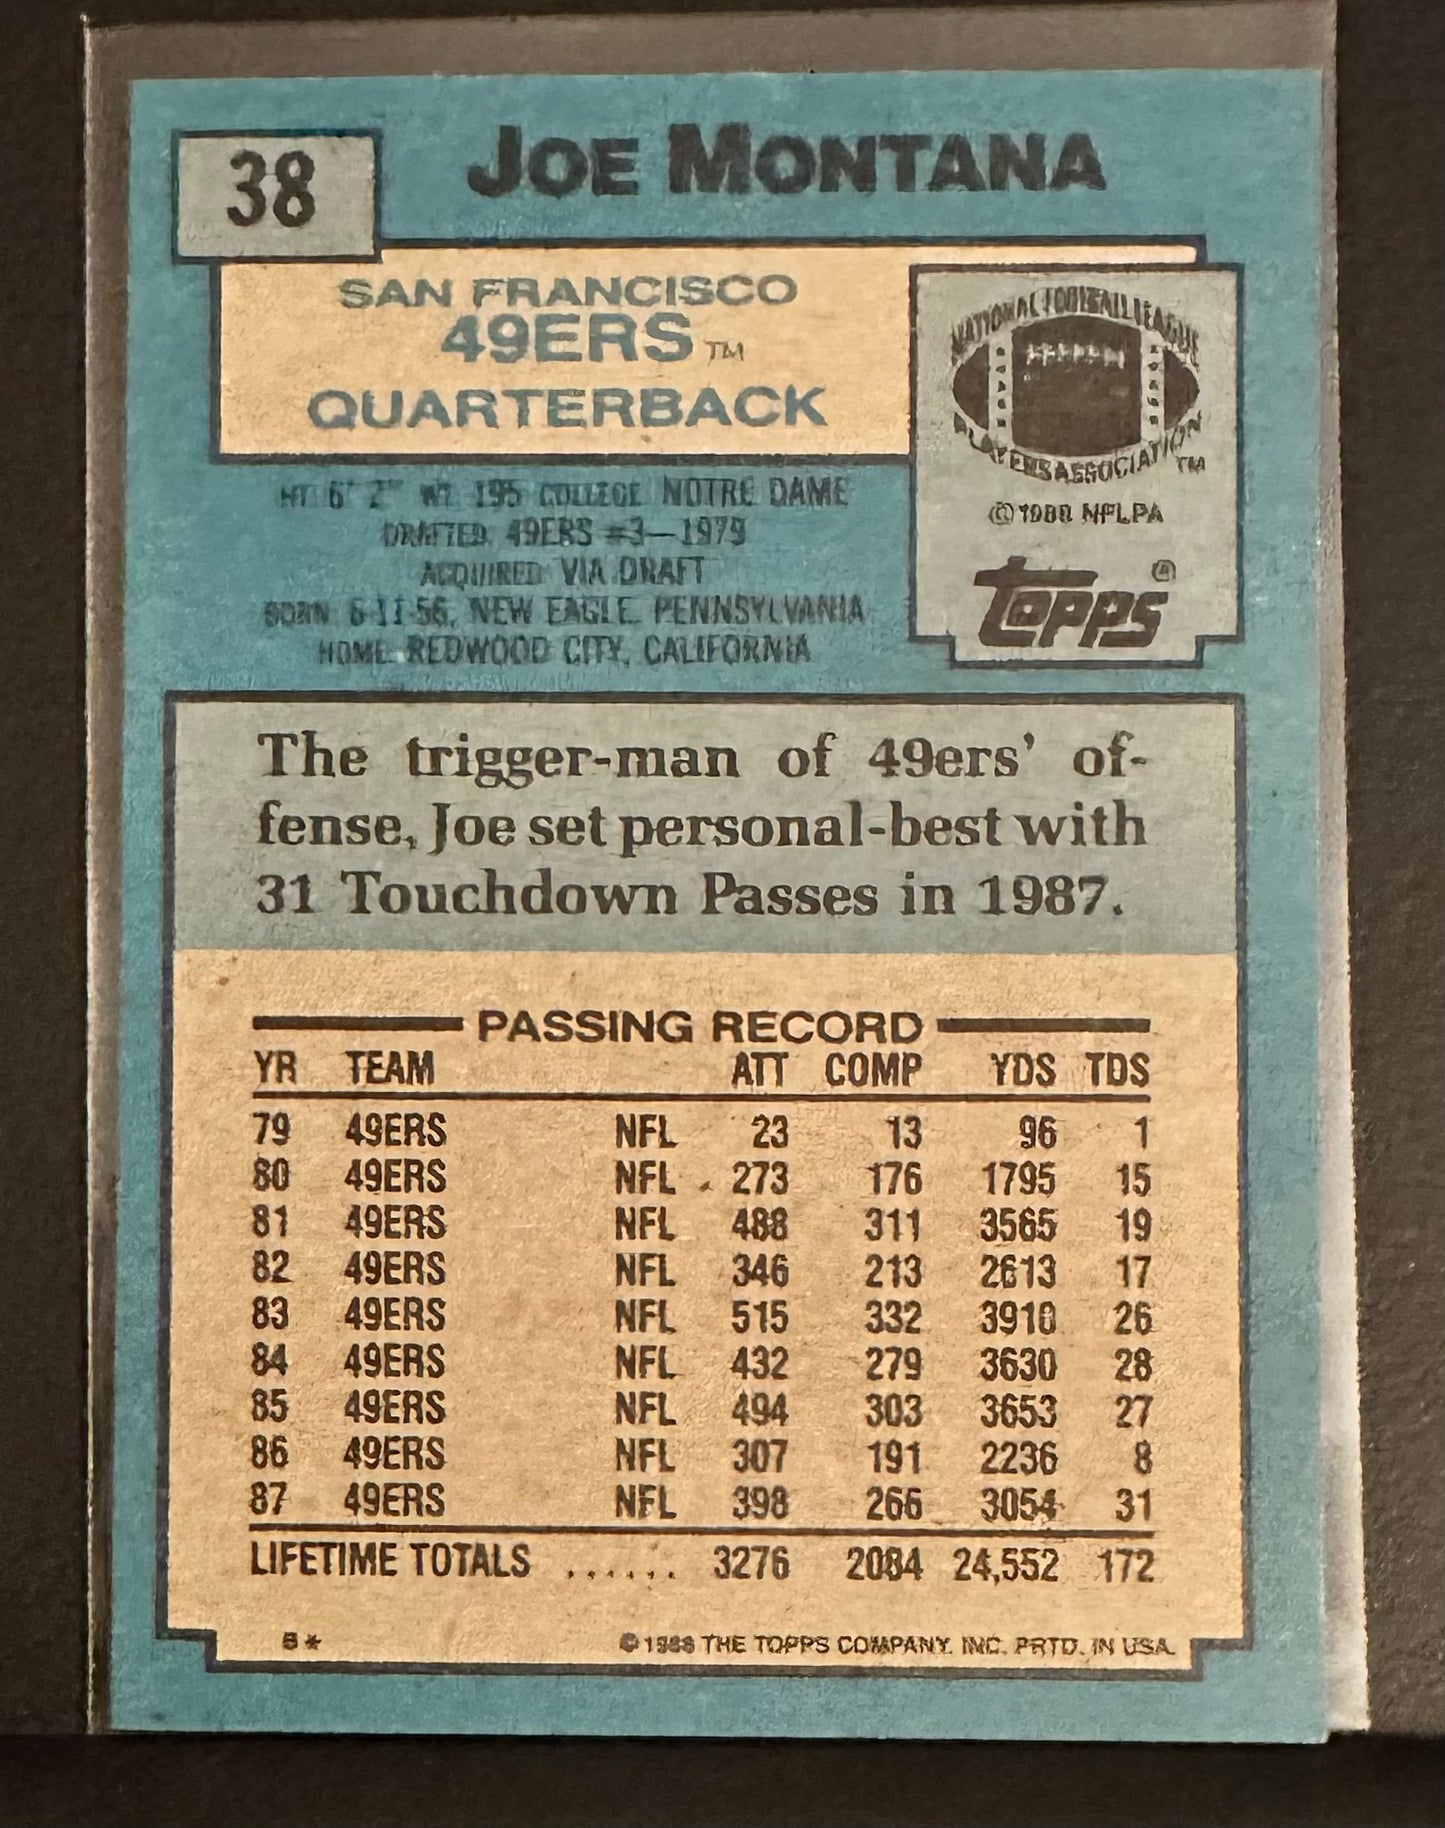 38
JOE MONTANA
SAN FRANCISCO
49ERS TM
QUARTERBACK
NATIONAL FOOTBALL LEAGUE
PLAYERS ASSOCIATION TM
© 1988 NFLPA
TOPPS ®
HT. 6' 2" WT. 195 COLLEGE: NOTRE DAME
DRAFTED: 49ERS #3—1979
ACQUIRED: VIA DRAFT
BORN: 6-11-56, NEW EAGLE, PENNSYLVANIA
HOME: REDWOOD CITY, CALIFORNIA
The trigger-man of 49ers' of-
fense, Joe set personal-best with
31 Touchdown Passes in 1987.
PASSING RECORD
YR TEAM ATT COMP YDS TDS
79 49ERS NFL 23 13 96 1
80 49ERS NFL 273 176 1795 15
81 49ERS NFL 488 311 3565 19
82 49ERS NFL 346 213 2613 17
83 49ERS NFL 515 332 3910 26
84 49ERS NFL 432 279 3630 28
85 49ERS NFL 494 303 3653 27
86 49ERS NFL 307 191 2236 8
87 49ERS NFL 398 266 3054 31
LIFETIME TOTALS ...... 3276 2084 24,552 172
B* © 1988 THE TOPPS COMPANY, INC. PRTD. IN USA